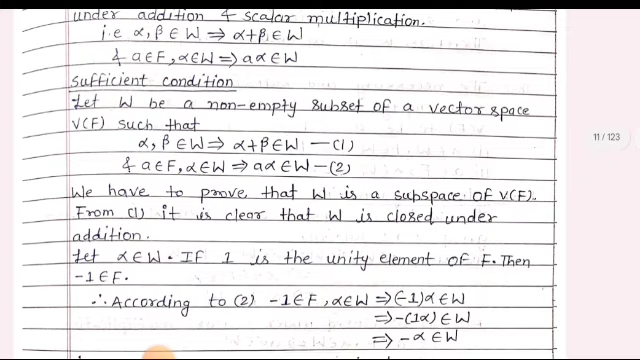 under addition & scalar multiplication.
i.e α, β ∈ W ⟹ α+β ∈ W
& a∈F, α∈W ⟹ aα ∈ W
Sufficient condition
Let W be a non-empty subset of a vector space
V(F) such that
α, β ∈ W ⟹ α+β ∈ W —(1)
& a∈F, α∈W ⟹ aα ∈ W —(2)
11 / 123
We have to prove that W is a subspace of V(F).
From (1) it is clear that W is closed under
addition.
Let α∈W. If 1 is the unity element of F. Then
-1∈F.
∴ According to (2) -1∈F, α∈W ⟹ (-1)α ∈ W
⟹ -(1α) ∈ W
⟹ -α ∈ W